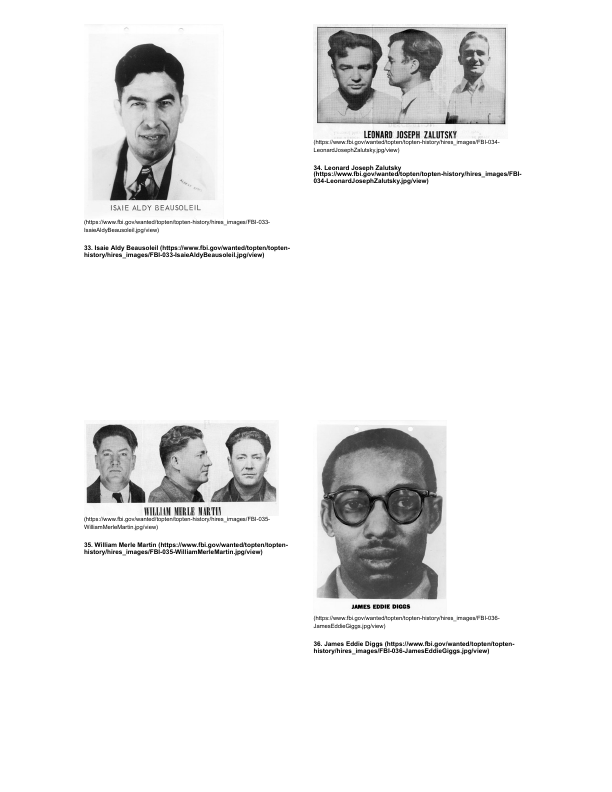 ISAIE ALDY BEAUSOLEIL
(https://www.fbi.gov/wanted/topten/topten-history/hires_images/FBI-033-
IsaieAldyBeausoleil.jpg/view)
33. Isaie Aldy Beausoleil (https://www.fbi.gov/wanted/topten/topten-
history/hires_images/FBI-033-IsaieAldyBeausoleil.jpg/view)
LEONARD JOSEPH ZALUTSKY
(https://www.fbi.gov/wanted/topten/topten-history/hires_images/FBI-034-
LeonardJosephZalutsky.jpg/view)
34. Leonard Joseph Zalutsky
(https://www.fbi.gov/wanted/topten/topten-history/hires_images/FBI-
034-LeonardJosephZalutsky.jpg/view)
WILLIAM MERLE MARTIN
(https://www.fbi.gov/wanted/topten/topten-history/hires_images/FBI-035-
WilliamMerleMartin.jpg/view)
35. William Merle Martin (https://www.fbi.gov/wanted/topten/topten-
history/hires_images/FBI-035-WilliamMerleMartin.jpg/view)
JAMES EDDIE DIGGS
(https://www.fbi.gov/wanted/topten/topten-history/hires_images/FBI-036-
JamesEddieGiggs.jpg/view)
36. James Eddie Diggs (https://www.fbi.gov/wanted/topten/topten-
history/hires_images/FBI-036-JamesEddieGiggs.jpg/view)